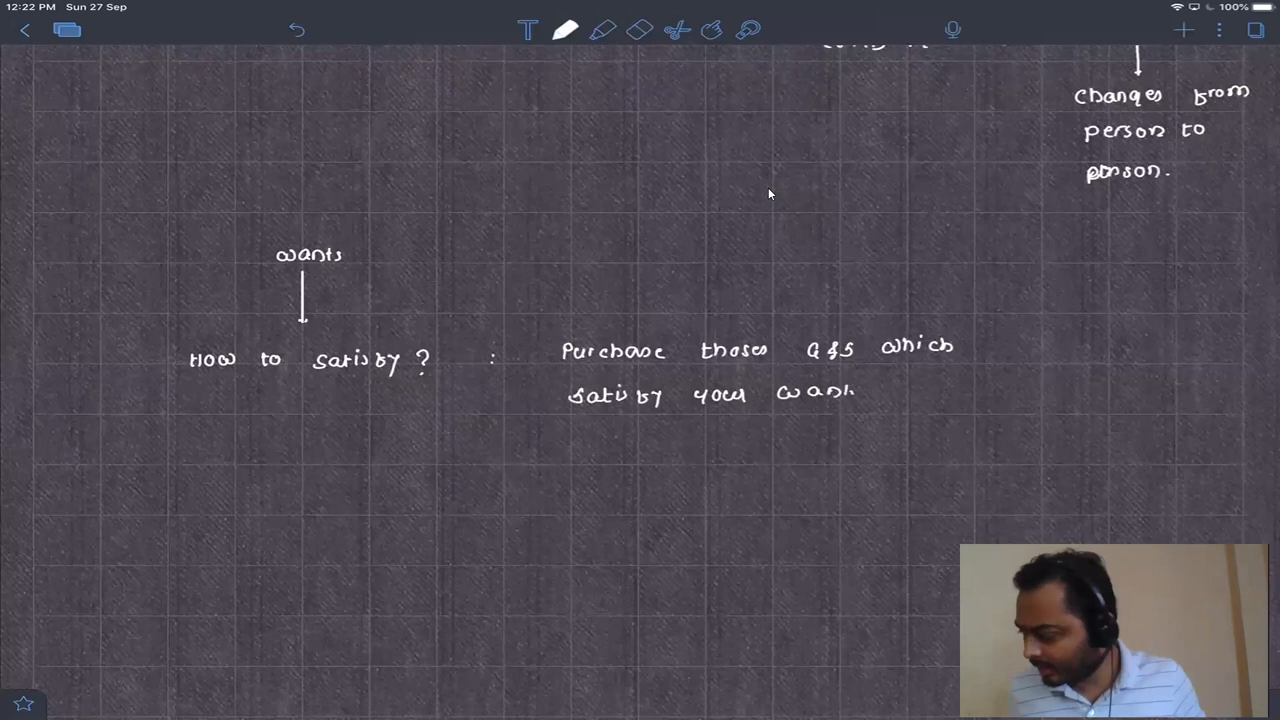 12:22 PM Sun 27 Sep
100%
T
Changes from
person to
person.
wants
How to satisfy ? : Purchase thoses G&S which
satisfy your want